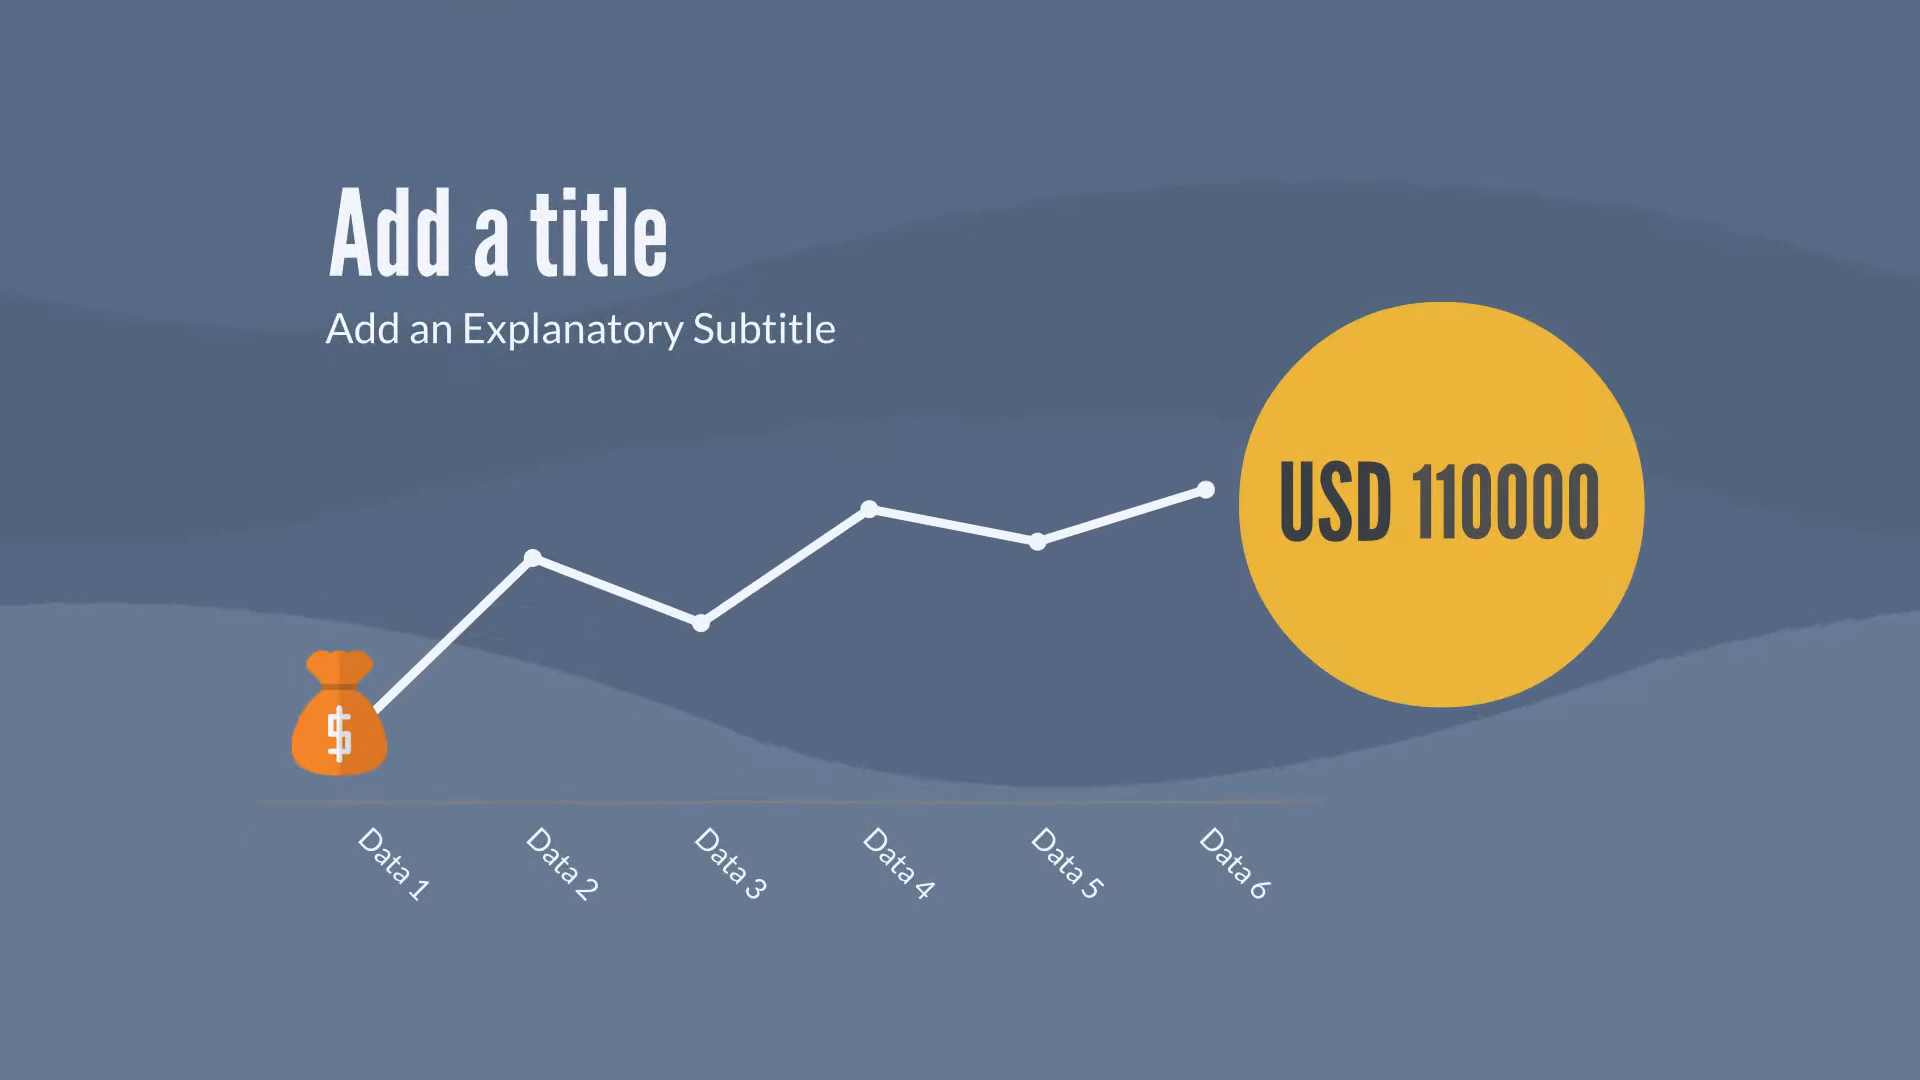 Add a title
Add an Explanatory Subtitle
USD 110000
$
Data 1
Data 2
Data 3
Data 4
Data 5
Data 6